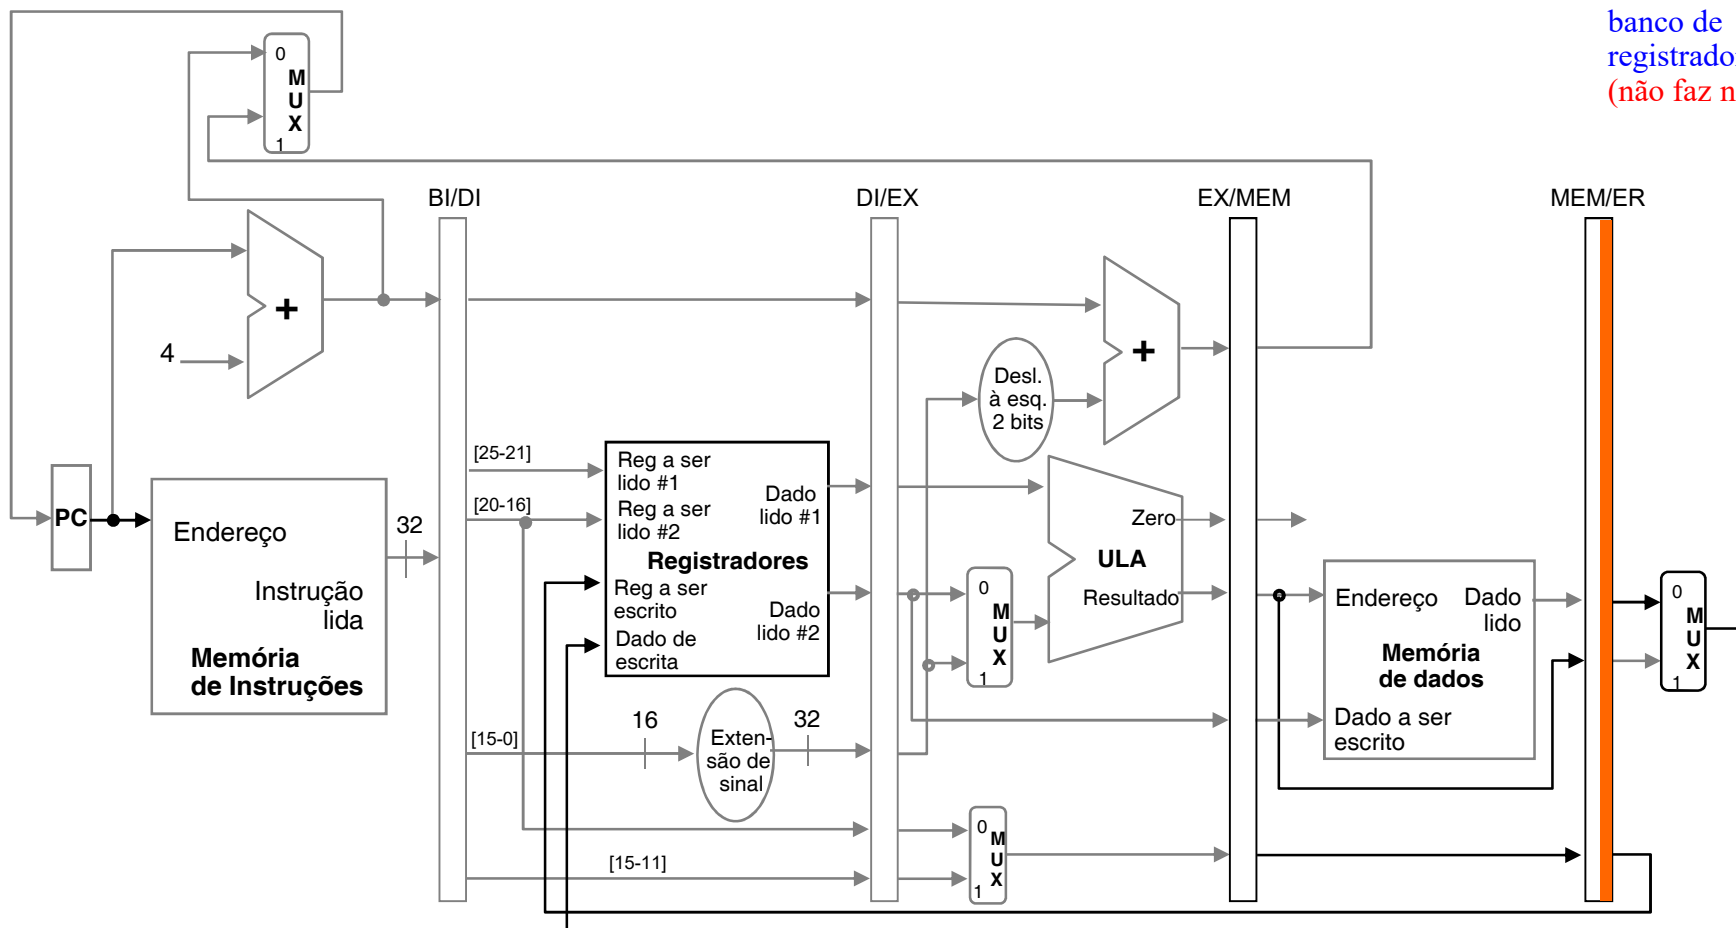 banco de
(não faz
0
M
U
X
1
BI/DI
DI/EX
EX/MEM
MEM/ER
+
4
+
Desl.
à esq.
2 bits
[25-21]
[20-16]
PC
Endereço
32
Instrução
lida
Memória
de Instruções
Reg a ser
lido #1
Reg a ser
lido #2
Dado
lido #1
Registradores
Reg a ser
escrito
Dado
lido #2
Dado de
escrita
Zero
ULA
Resultado
0
M
U
X
1
Endereço
Dado
lido
Memória
de dados
Dado a ser
escrito
0
M
U
X
1
[15-0]
16
Exten-
são de
sinal
32
[15-11]
0
M
U
X
1